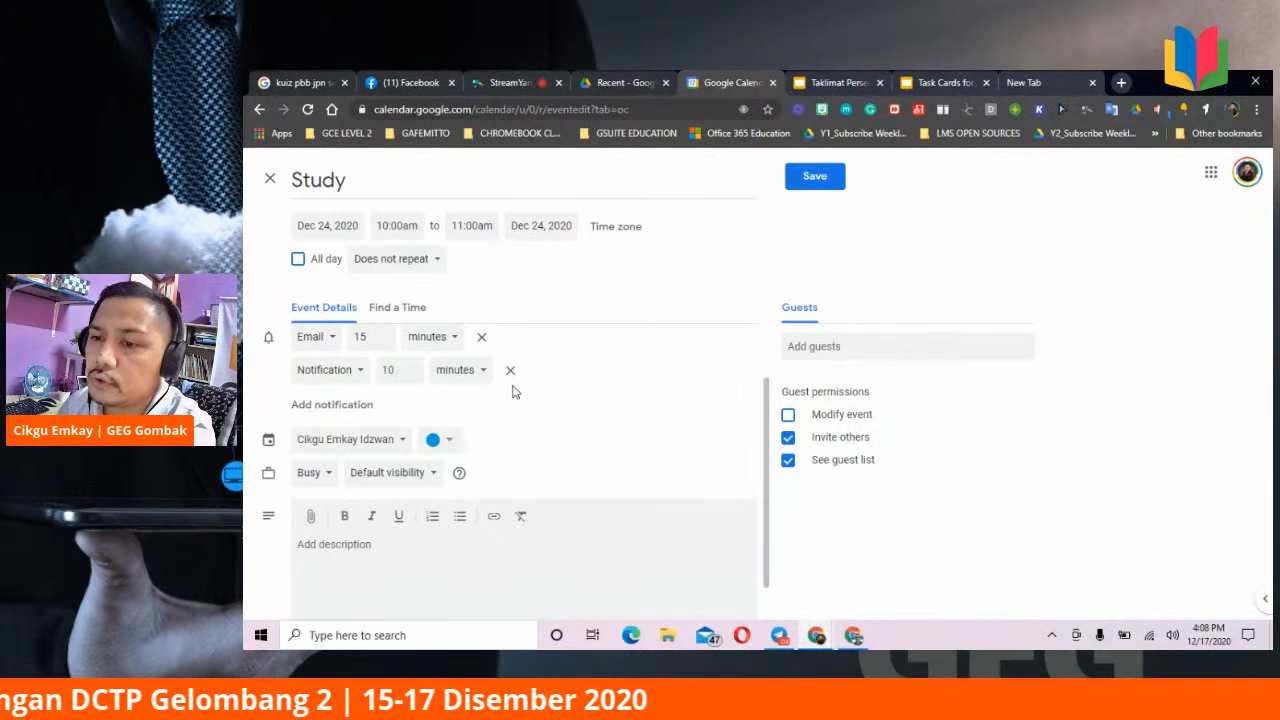 kuiz pbb jpn s
(11) Facebook
StreamYar
Recent - Goog
Google Calend
Taklimat Perse
Task Cards for
New Tab
calendar.google.com/calendar/u/0/r/eventedit?tab=oc
Apps
GCE LEVEL 2
GAFEMITTO
CHROMEBOOK CL...
GSUITE EDUCATION
Office 365 Education
Y1_Subscribe Weekl...
LMS OPEN SOURCES
Y2_Subscribe Weekl...
Other bookmarks
Study
Save
Dec 24, 2020 10:00am to 11:00am Dec 24, 2020 Time zone
All day Does not repeat
Event Details Find a Time
Guests
Email 15 minutes
Add guests
Notification 10 minutes
Guest permissions
Add notification
Modify event
Cikgu Emkay Idzwan
Invite others
Busy Default visibility
See guest list
B I U
Add description
Cikgu Emkay | GEG Gombak
Type here to search
47
4:08 PM
12/17/2020
GEG
ngan DCTP Gelombang 2 | 15-17 Disember 2020